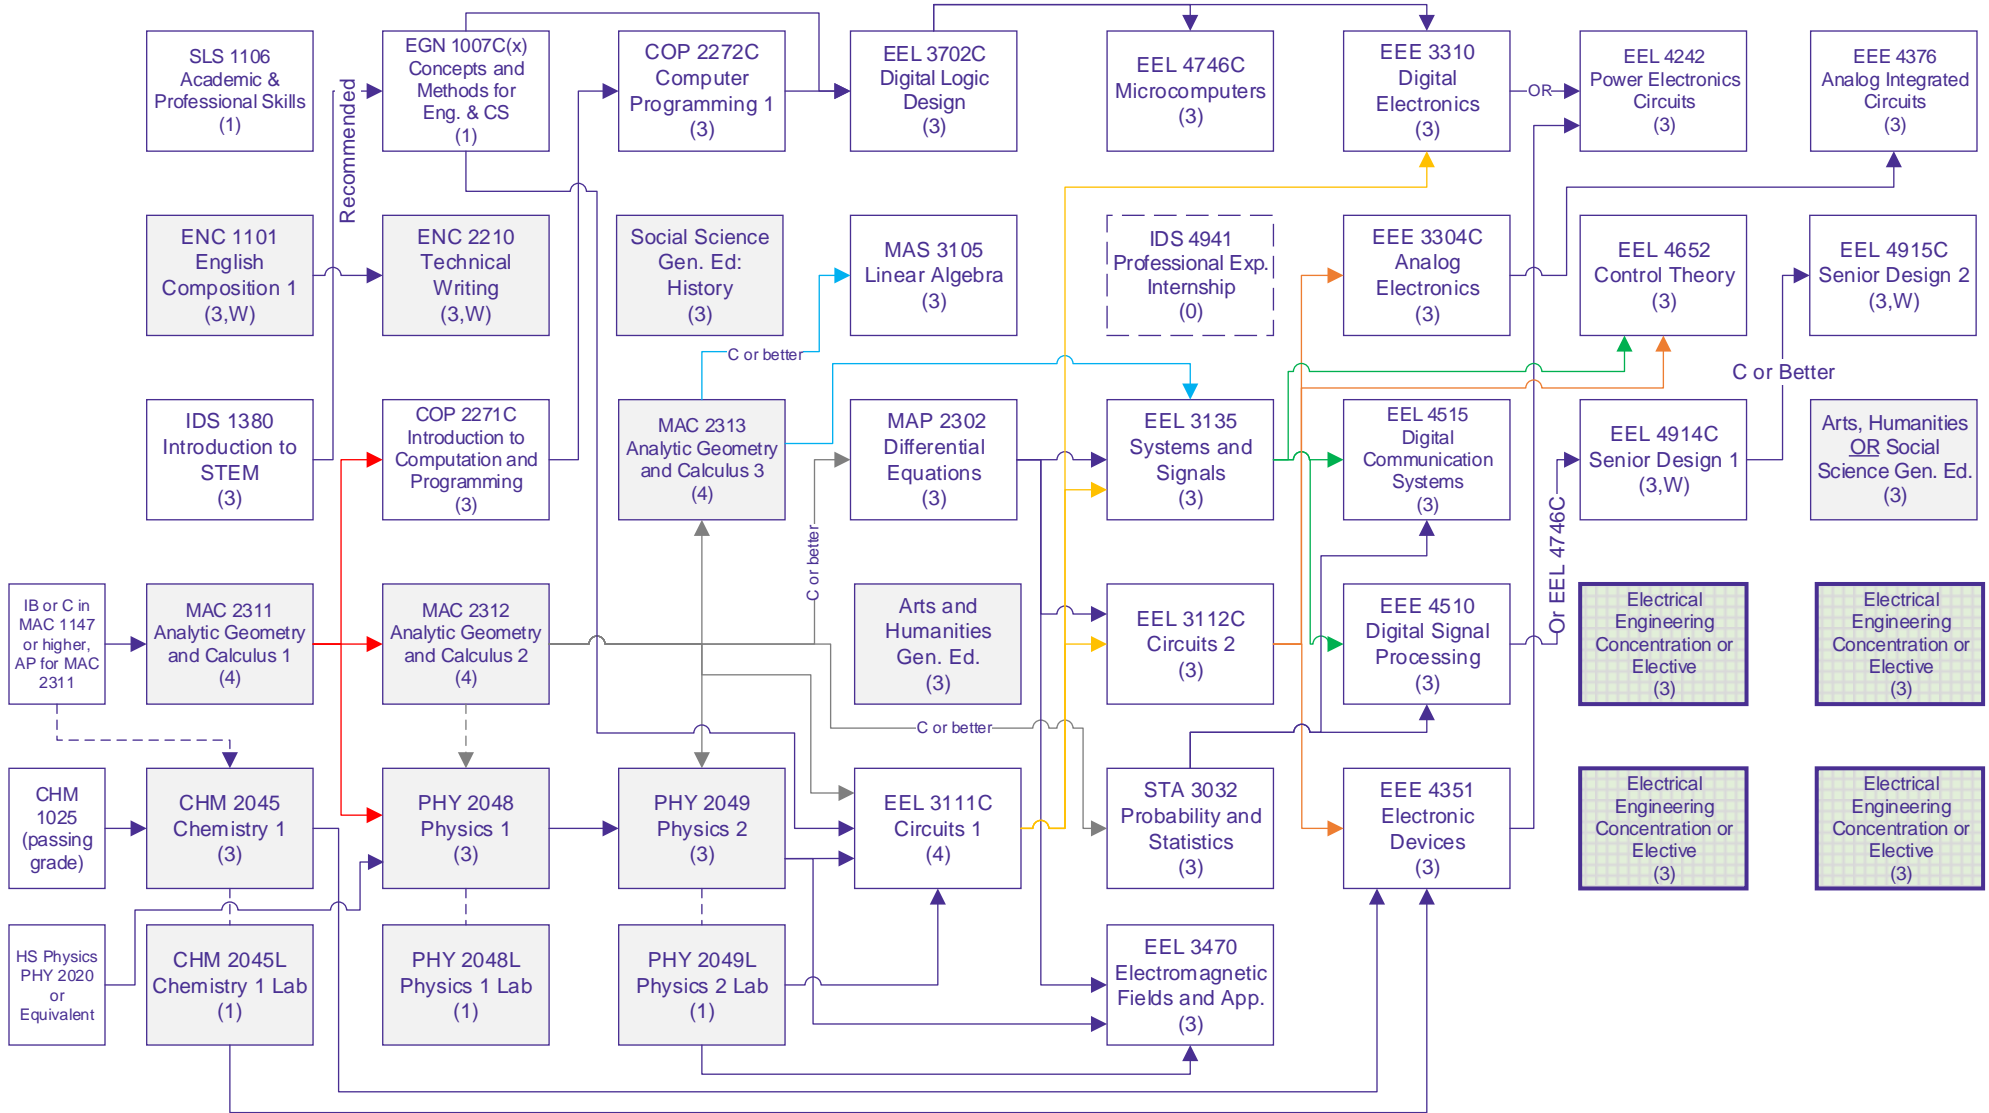 SLS 1106
Academic &
Professional Skills
(1)
EGN 1007C(x)
Concepts and
Methods for
Eng. & CS
(1)
COP 2272C
Computer
Programming 1
(3)
EEL 3702C
Digital Logic
Design
(3)
EEL 4746C
Microcomputers
(3)
EEE 3310
Digital
Electronics
(3)
OR
EEL 4242
Power Electronics
Circuits
(3)
EEE 4376
Analog Integrated
Circuits
(3)
Recommended
ENC 1101
English
Composition 1
(3,W)
ENC 2210
Technical
Writing
(3,W)
Social Science
Gen. Ed:
History
(3)
MAS 3105
Linear Algebra
(3)
IDS 4941
Professional Exp.
Internship
(0)
EEE 3304C
Analog
Electronics
(3)
EEL 4652
Control Theory
(3)
EEL 4915C
Senior Design 2
(3,W)
C or better
C or Better
IDS 1380
Introduction to
STEM
(3)
COP 2271C
Introduction to
Computation and
Programming
(3)
MAC 2313
Analytic Geometry
and Calculus 3
(4)
MAP 2302
Differential
Equations
(3)
EEL 3135
Systems and
Signals
(3)
EEL 4515
Digital
Communication
Systems
(3)
EEL 4914C
Senior Design 1
(3,W)
Arts, Humanities
OR Social
Science Gen. Ed.
(3)
C or better
Or EEL 4746C
IB or C in
MAC 1147
or higher,
AP for MAC
2311
MAC 2311
Analytic Geometry
and Calculus 1
(4)
MAC 2312
Analytic Geometry
and Calculus 2
(4)
Arts and
Humanities
Gen. Ed.
(3)
EEL 3112C
Circuits 2
(3)
EEE 4510
Digital Signal
Processing
(3)
Electrical
Engineering
Concentration or
Elective
(3)
Electrical
Engineering
Concentration or
Elective
(3)
C or better
CHM
1025
(passing
grade)
CHM 2045
Chemistry 1
(3)
PHY 2048
Physics 1
(3)
PHY 2049
Physics 2
(3)
EEL 3111C
Circuits 1
(4)
STA 3032
Probability and
Statistics
(3)
EEE 4351
Electronic
Devices
(3)
Electrical
Engineering
Concentration or
Elective
(3)
Electrical
Engineering
Concentration or
Elective
(3)
HS Physics
PHY 2020
or
Equivalent
CHM 2045L
Chemistry 1 Lab
(1)
PHY 2048L
Physics 1 Lab
(1)
PHY 2049L
Physics 2 Lab
(1)
EEL 3470
Electromagnetic
Fields and App.
(3)